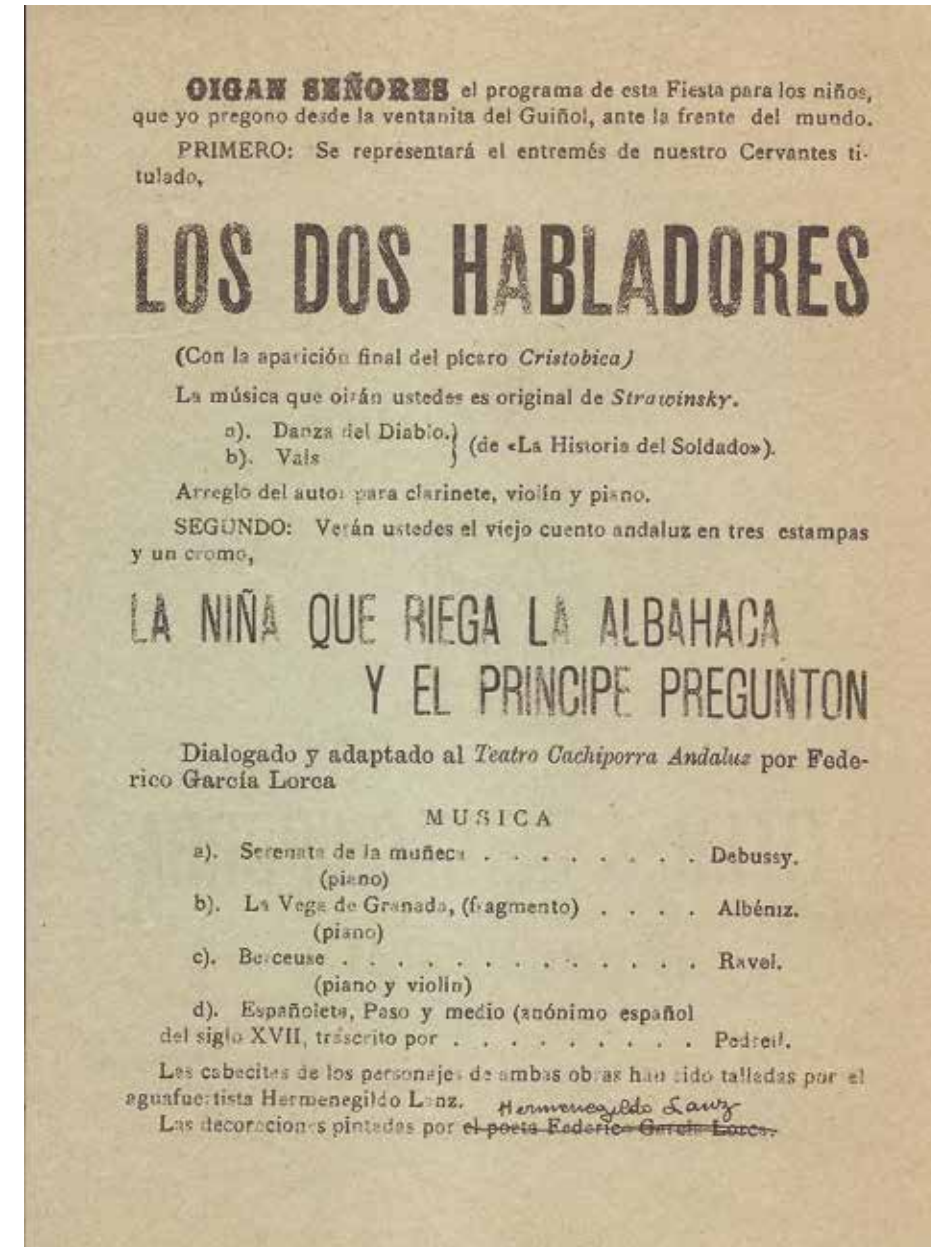 OIGAN SEÑORES el programa de esta Fiesta para los niños,
que yo pregono desde la ventanita del Guiñol, ante la frente del mundo.
PRIMERO: Se representará el entremés de nuestro Cervantes ti-
tulado,
LOS DOS HABLADORES
(Con la aparición final del pícaro Cristobica)
La música que oirán ustedes es original de Strawinsky.
a). Danza del Diablo.}
b). Vals } (de «La Historia del Soldado»).
Arreglo del autor para clarinete, violín y piano.
SEGUNDO: Verán ustedes el viejo cuento andaluz en tres estampas
y un cromo,
LA NIÑA QUE RIEGA LA ALBAHACA
Y EL PRINCIPE PREGUNTON
Dialogado y adaptado al Teatro Cachiporra Andaluz por Fede-
rico García Lorca
MUSICA
a). Serenata de la muñeca . . . . . . . . Debussy.
(piano)
b). La Vega de Granada, (fragmento) . . . . Albéniz.
(piano)
c). Berceuse . . . . . . . . . . . . . . Ravel.
(piano y violín)
d). Españoleta, Paso y medio (anónimo español
del siglo XVII, trascrito por . . . . . . . . . Pedrell.
Las cabecitas de los personajes de ambas obras han sido talladas por el
aguafuertista Hermenegildo Lanz.
Hermenegildo Lanz
Las decoraciones pintadas por el poeta Federico García Lorca.